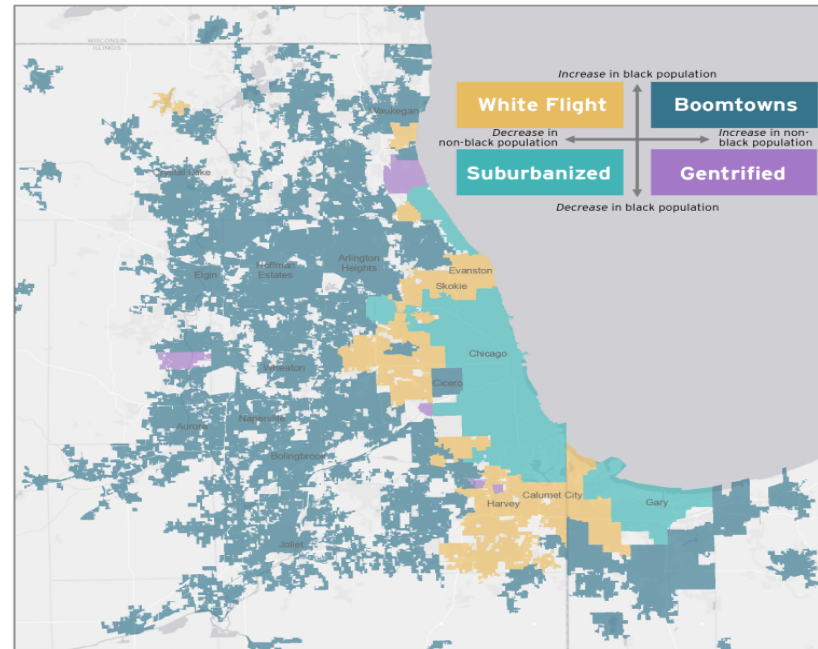 WISCONSIN
ILLINOIS
Increase in black population
White Flight
Boomtowns
Decrease in
non-black population
Increase in non-
black population
Suburbanized
Gentrified
Decrease in black population
Waukegan
Crystal Lake
Arlington
Heights
Hoffman
Estates
Elgin
Evanston
Skokie
Chicago
Wheaton
Cicero
Naperville
Aurora
Bolingbrook
Calumet City
Harvey
Gary
Joliet